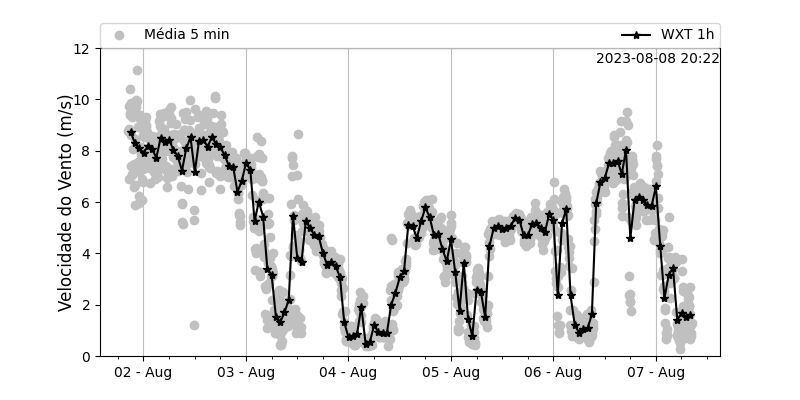 Média 5 min
WXT 1h
2023-08-08 20:22
Velocidade do Vento (m/s)
12
10
8
6
4
2
0
02 - Aug
03 - Aug
04 - Aug
05 - Aug
06 - Aug
07 - Aug